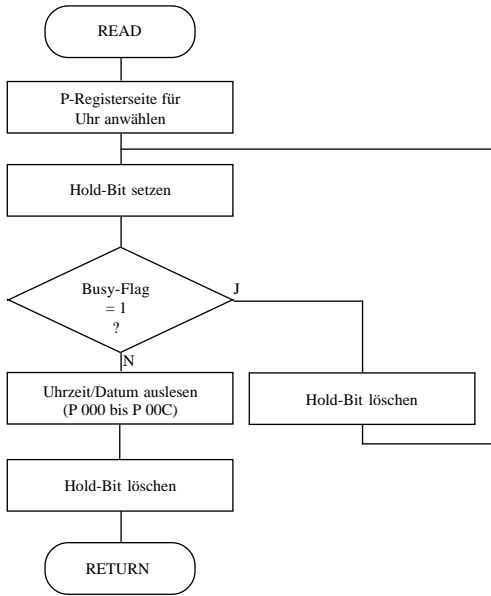 READ
P-Registerseite für
Uhr anwählen
Hold-Bit setzen
Busy-Flag
= 1
?
J
N
Uhrzeit/Datum auslesen
(P 000 bis P 00C)
Hold-Bit löschen
Hold-Bit löschen
RETURN